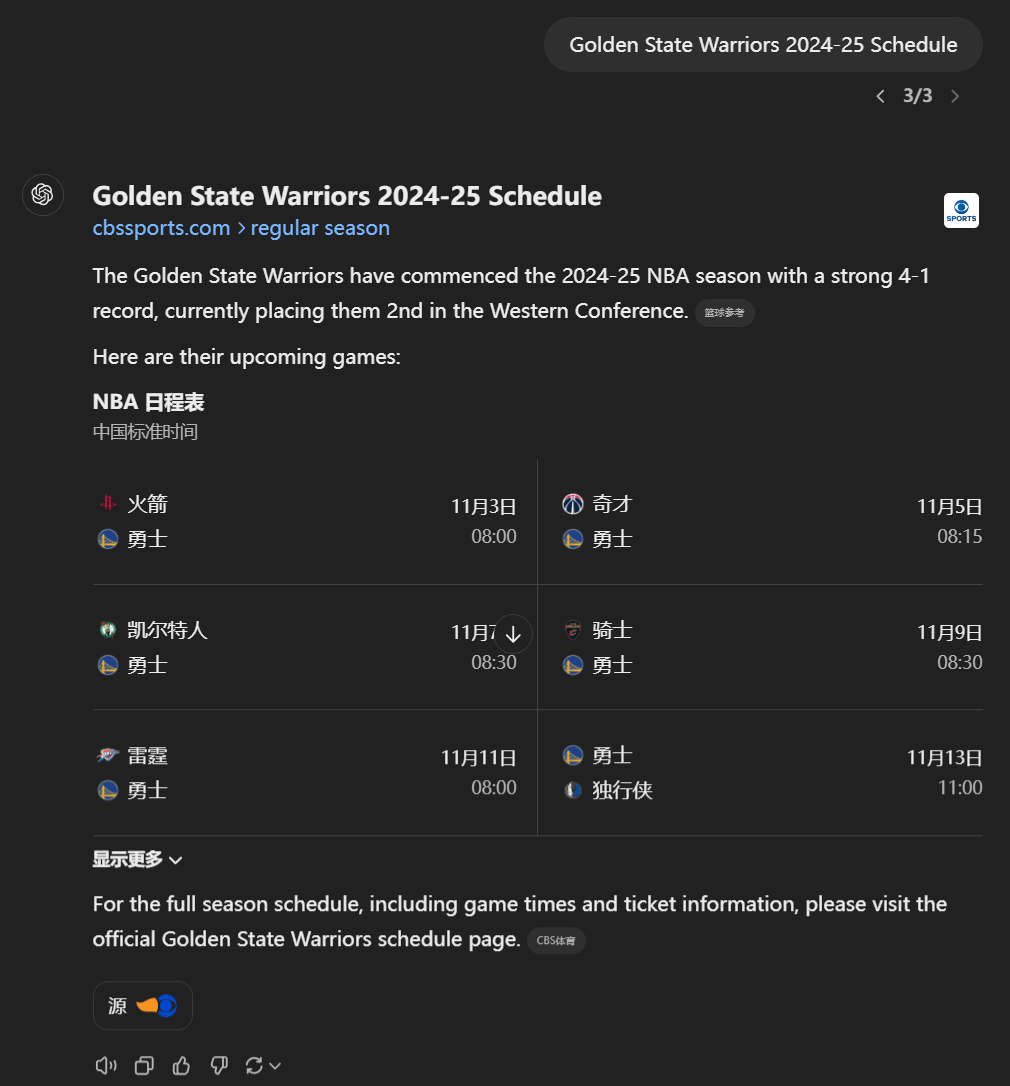 Golden State Warriors 2024-25 Schedule
3/3
Golden State Warriors 2024-25 Schedule
cbssports.com › regular season
SPORTS
The Golden State Warriors have commenced the 2024-25 NBA season with a strong 4-1
record, currently placing them 2nd in the Western Conference. 篮球参考
Here are their upcoming games:
NBA 日程表
中国标准时间
火箭 11月3日
勇士 08:00
奇才 11月5日
勇士 08:15
凯尔特人 11月7
勇士 08:30
骑士 11月9日
勇士 08:30
雷霆 11月11日
勇士 08:00
勇士 11月13日
独行侠 11:00
显示更多
For the full season schedule, including game times and ticket information, please visit the
official Golden State Warriors schedule page. CBS体育
源